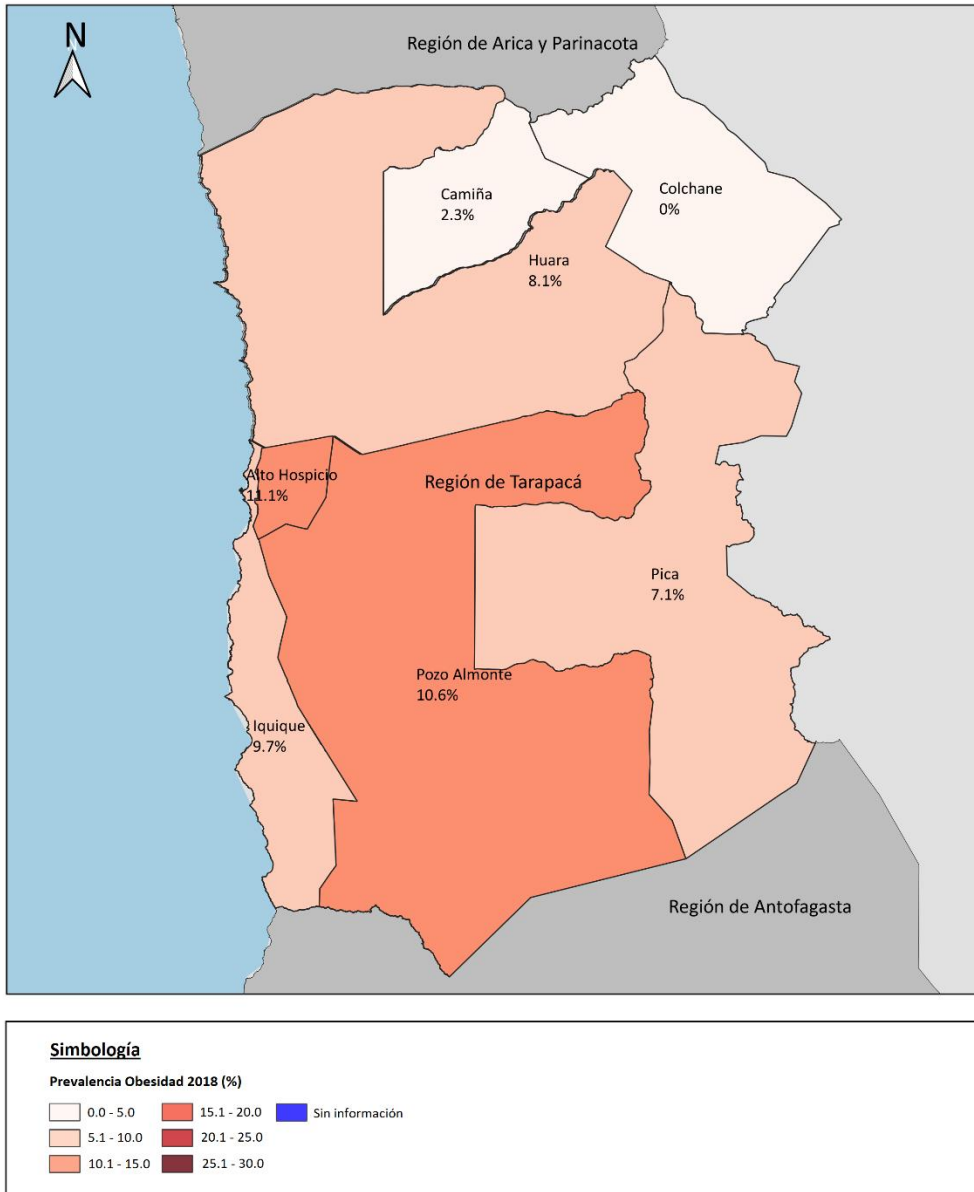 N
Región de Arica y Parinacota
Camiña
2.3%
Colchane
0%
Huara
8.1%
Alto Hospicio
11.1%
Región de Tarapacá
Pica
7.1%
Pozo Almonte
10.6%
Iquique
9.7%
Región de Antofagasta
Simbología
Prevalencia Obesidad 2018 (%)
0.0 - 5.0
15.1 - 20.0
Sin información
5.1 - 10.0
20.1 - 25.0
10.1 - 15.0
25.1 - 30.0